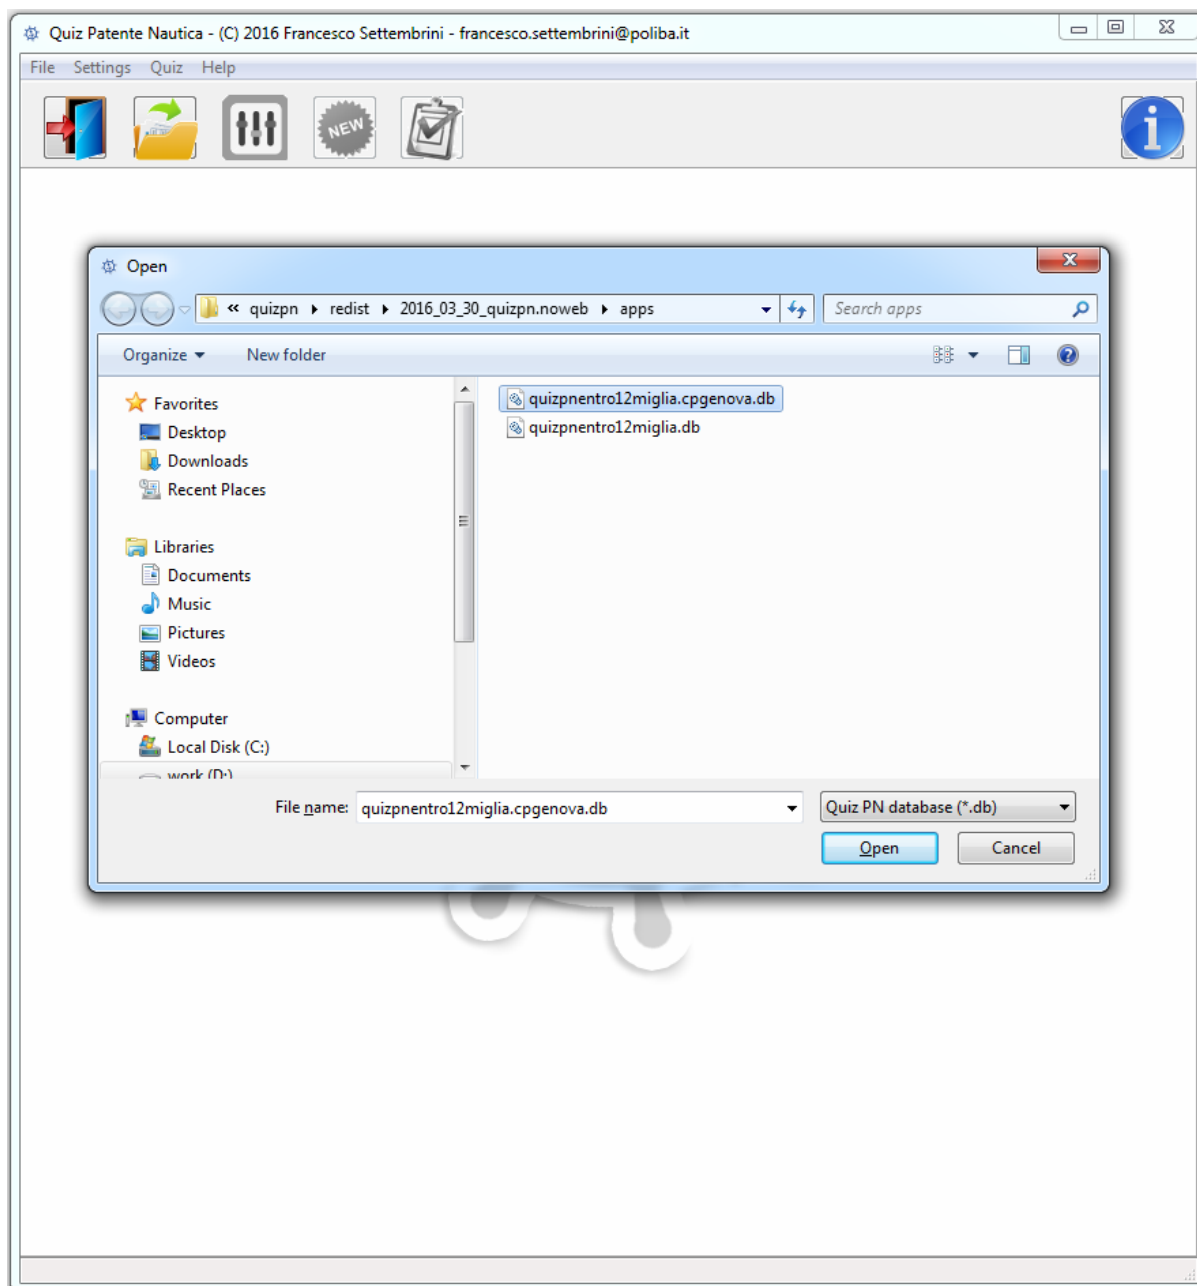 Quiz Patente Nautica - (C) 2016 Francesco Settembrini - francesco.settembrini@poliba.it
File Settings Quiz Help
NEW
i
Open
« quizpn ▸ redist ▸ 2016_03_30_quizpn.noweb ▸ apps
Search apps
Organize
New folder
Favorites
Desktop
Downloads
Recent Places
Libraries
Documents
Music
Pictures
Videos
Computer
Local Disk (C:)
work (D:)
quizpnentro12miglia.cpgenova.db
quizpnentro12miglia.db
File name: quizpnentro12miglia.cpgenova.db
Quiz PN database (*.db)
Open
Cancel